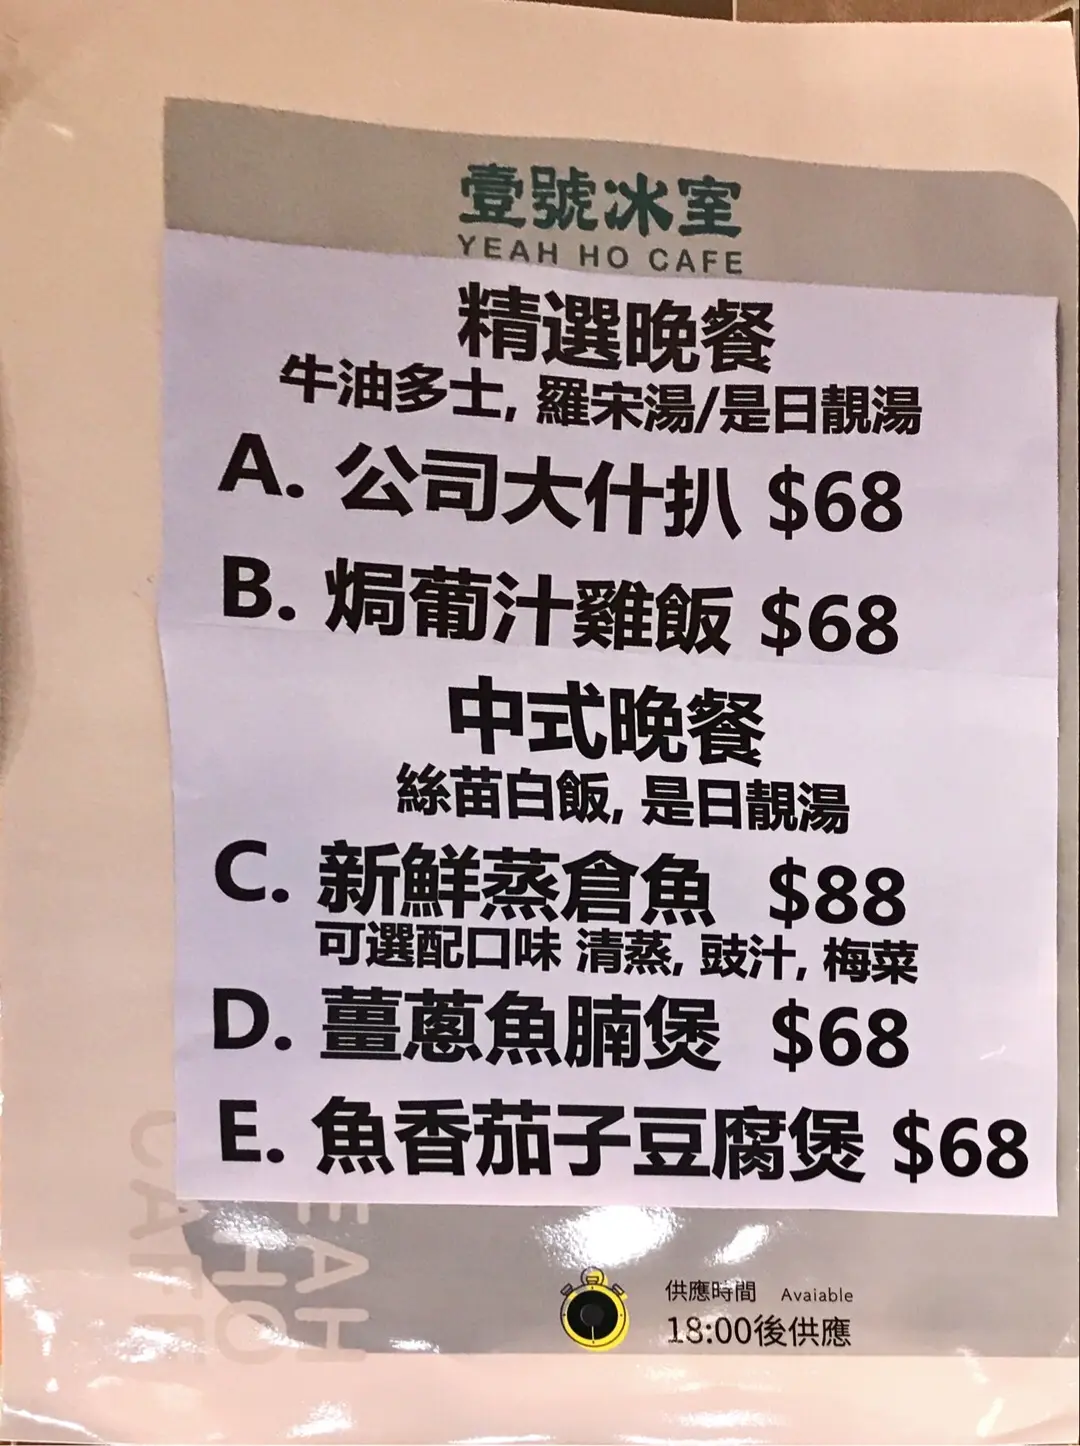 壹號冰室
YEAH HO CAFE
精選晚餐
牛油多士, 羅宋湯/是日靚湯
A. 公司大什扒 $68
B. 焗葡汁雞飯 $68
中式晚餐
絲苗白飯, 是日靚湯
C. 新鮮蒸倉魚 $88
可選配口味 清蒸, 豉汁, 梅菜
D. 薑蔥魚腩煲 $68
E. 魚香茄子豆腐煲 $68
供應時間 Avaiable
18:00後供應